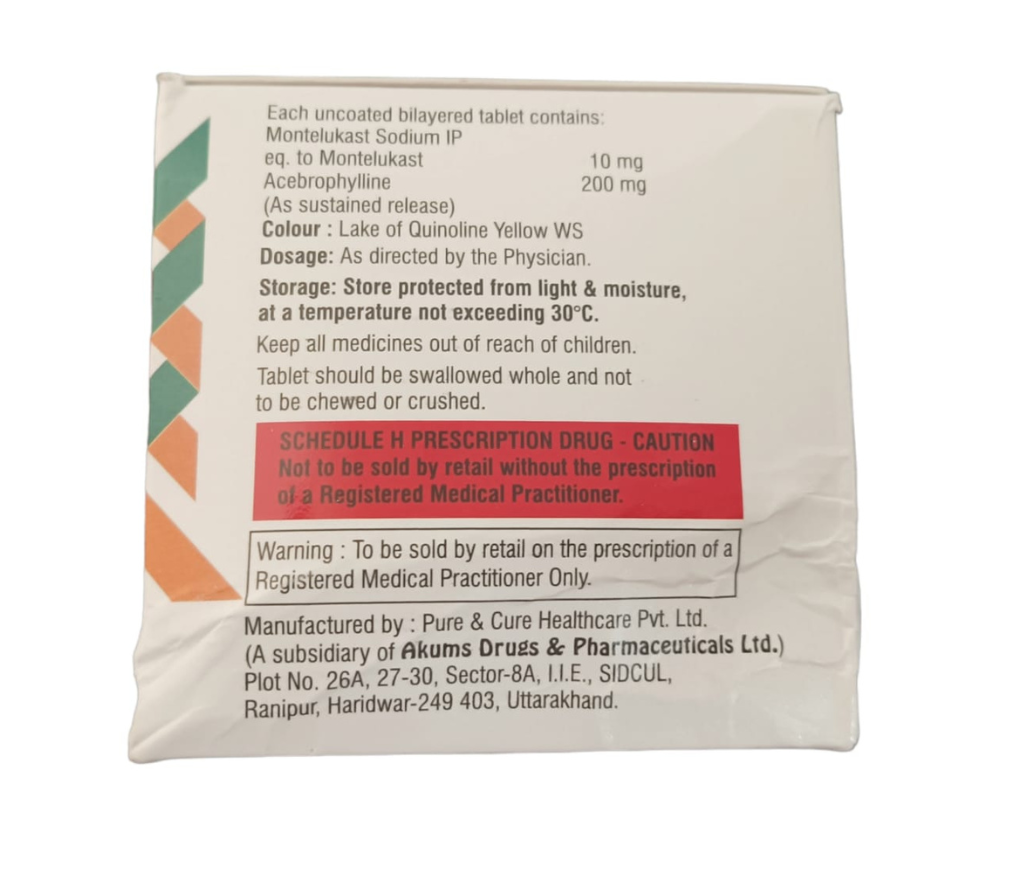 Each uncoated bilayered tablet contains:
Montelukast Sodium IP
eq. to Montelukast 10 mg
Acebrophylline 200 mg
(As sustained release)
Colour : Lake of Quinoline Yellow WS
Dosage: As directed by the Physician.
Storage: Store protected from light & moisture,
at a temperature not exceeding 30°C.
Keep all medicines out of reach of children.
Tablet should be swallowed whole and not
to be chewed or crushed.
SCHEDULE H PRESCRIPTION DRUG - CAUTION
Not to be sold by retail without the prescription
of a Registered Medical Practitioner.
Warning : To be sold by retail on the prescription of a
Registered Medical Practitioner Only.
Manufactured by : Pure & Cure Healthcare Pvt. Ltd.
(A subsidiary of Akums Drugs & Pharmaceuticals Ltd.)
Plot No. 26A, 27-30, Sector-8A, I.I.E., SIDCUL,
Ranipur, Haridwar-249 403, Uttarakhand.